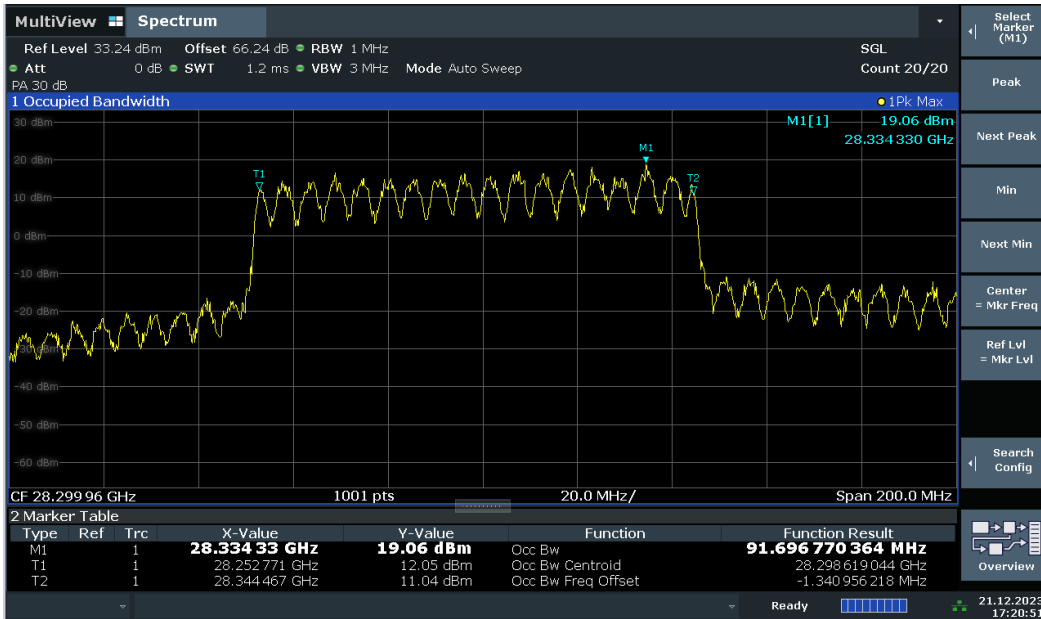 MultiView Spectrum
Ref Level 33.24 dBm Offset 66.24 dB RBW 1 MHz SGL
Att 0 dB SWT 1.2 ms VBW 3 MHz Mode Auto Sweep Count 20/20
PA 30 dB
1 Occupied Bandwidth 1Pk Max
30 dBm
M1[1] 19.06 dBm
28.334 330 GHz
20 dBm
M1
T1
T2
10 dBm
0 dBm
-10 dBm
-20 dBm
-30 dBm
-40 dBm
-50 dBm
-60 dBm
CF 28.299 96 GHz 1001 pts 20.0 MHz/ Span 200.0 MHz
2 Marker Table
Type Ref Trc X-Value Y-Value Function Function Result
M1 1 28.334 33 GHz 19.06 dBm Occ Bw 91.696 770 364 MHz
T1 1 28.252 771 GHz 12.05 dBm Occ Bw Centroid 28.298 619 044 GHz
T2 1 28.344 467 GHz 11.04 dBm Occ Bw Freq Offset -1.340 956 218 MHz
Ready 21.12.2023
17:20:51
Select
Marker
(M1)
Peak
Next Peak
Min
Next Min
Center
= Mkr Freq
Ref Lvl
= Mkr Lvl
Search
Config
Overview